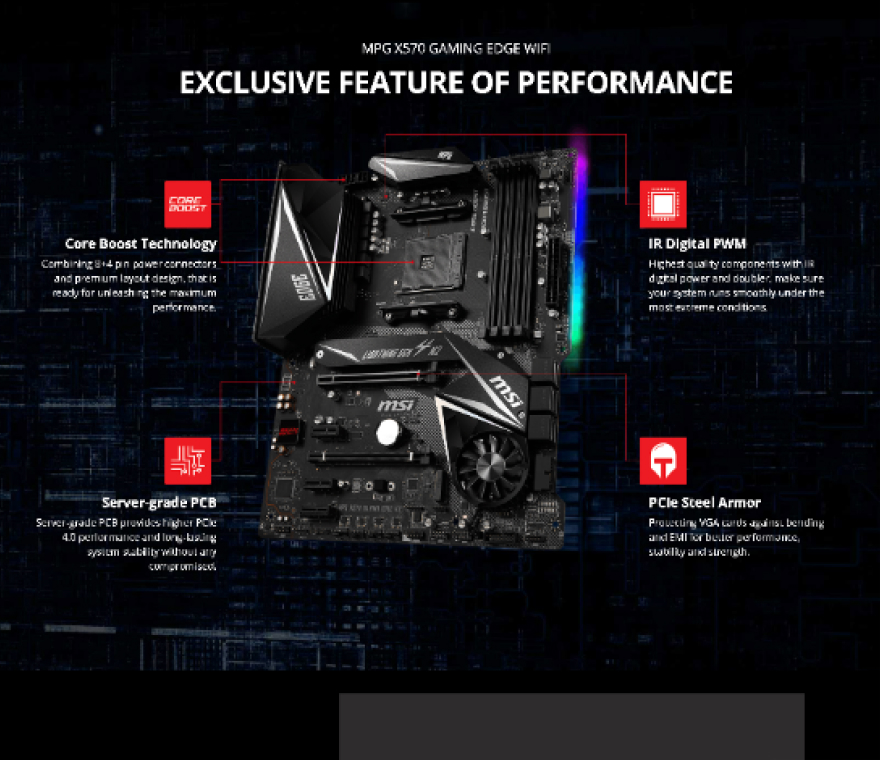 MPG X570 GAMING EDGE WIFI
EXCLUSIVE FEATURE OF PERFORMANCE
CORE
BOOST
Core Boost Technology
Combining 8+4 pin power connectors
and premium layout design, that is
ready for unleashing the maximum
performance.
IR Digital PWM
Highest quality components with IR
digital power and doubler, make sure
your system runs smoothly under the
most extreme conditions.
EDGE
LIGHTNING GEN
msi
msi
Server-grade PCB
Server-grade PCB provides higher PCIe
4.0 performance and long-lasting
system stability without any
compromised.
PCIe Steel Armor
Protecting VGA cards against bending
and EMI for better performance,
stability and strength.